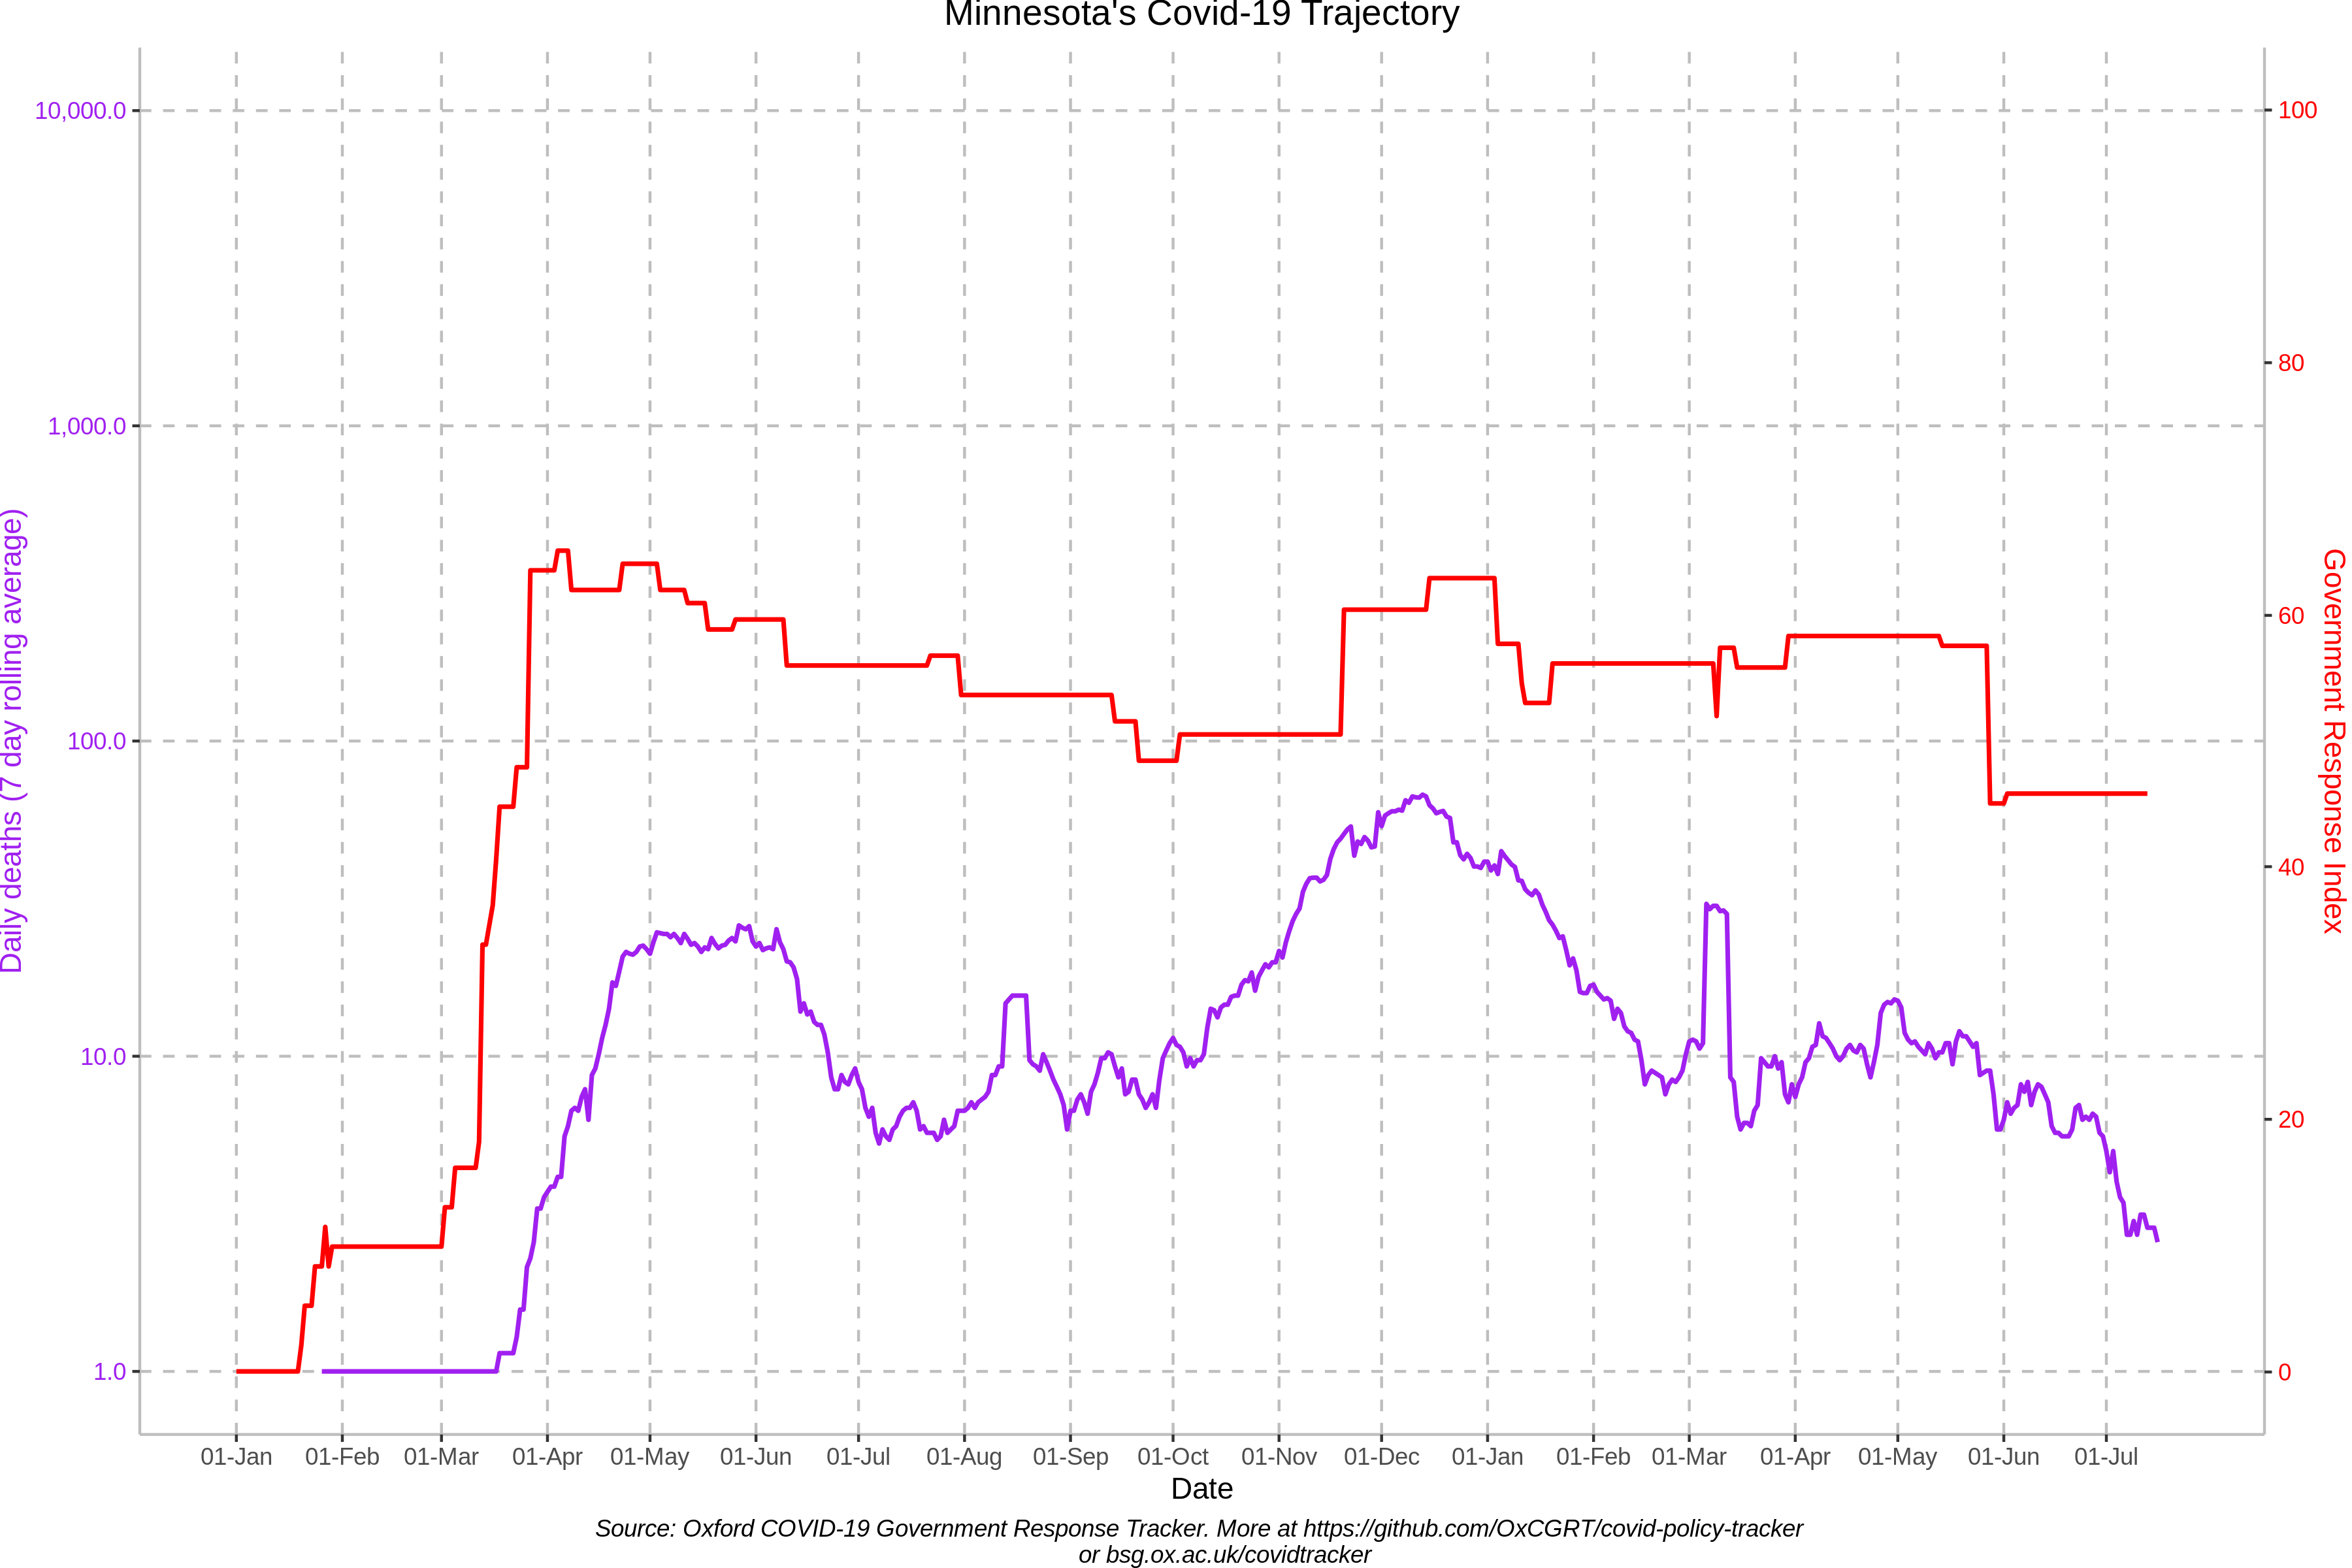 Minnesota's Covid-19 Trajectory
10,000.0
1,000.0
100.0
10.0
1.0
Daily deaths (7 day rolling average)
100
80
60
40
20
0
Government Response Index
01-Jan 01-Feb 01-Mar 01-Apr 01-May 01-Jun 01-Jul 01-Aug 01-Sep 01-Oct 01-Nov 01-Dec 01-Jan 01-Feb 01-Mar 01-Apr 01-May 01-Jun 01-Jul
Date
Source: Oxford COVID-19 Government Response Tracker. More at https://github.com/OxCGRT/covid-policy-tracker
or bsg.ox.ac.uk/covidtracker